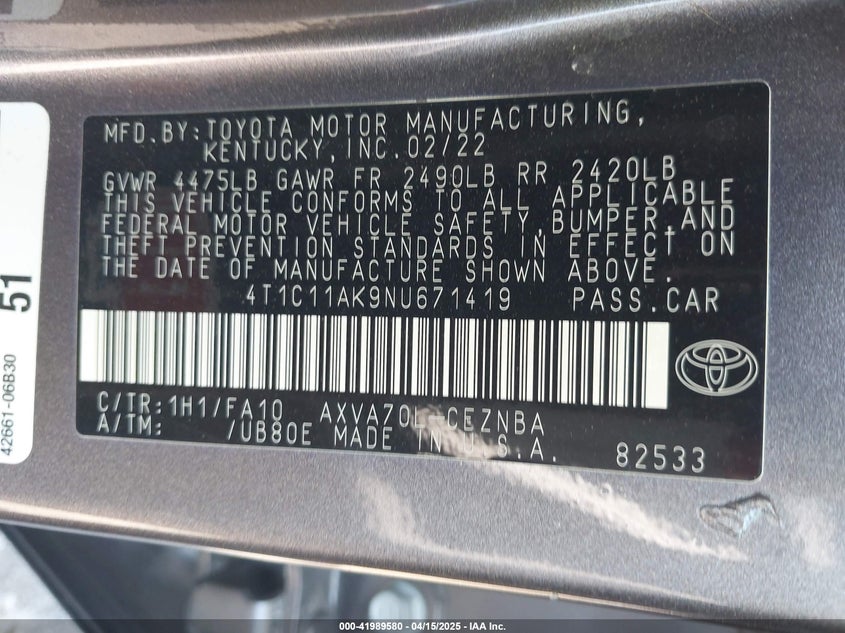 MFD.BY:TOYOTA MOTOR MANUFACTURING,
KENTUCKY,INC.02/22
GVWR 4475LB GAWR FR 2490LB RR 2420LB
THIS VEHICLE CONFORMS TO ALL APPLICABLE
FEDERAL MOTOR VEHICLE SAFETY,BUMPER,AND
THEFT PREVENTION STANDARDS IN EFFECT ON
THE DATE OF MANUFACTURE SHOWN ABOVE.
4T1C11AK9NU671419 PASS.CAR
C/TR:1H1/FA10 AXVA70L-CEZNBA
A/TM: /UB80E MADE IN U.S.A.
82533
51
42661-06B30
000-41989580 - 04/15/2025 - IAA Inc.